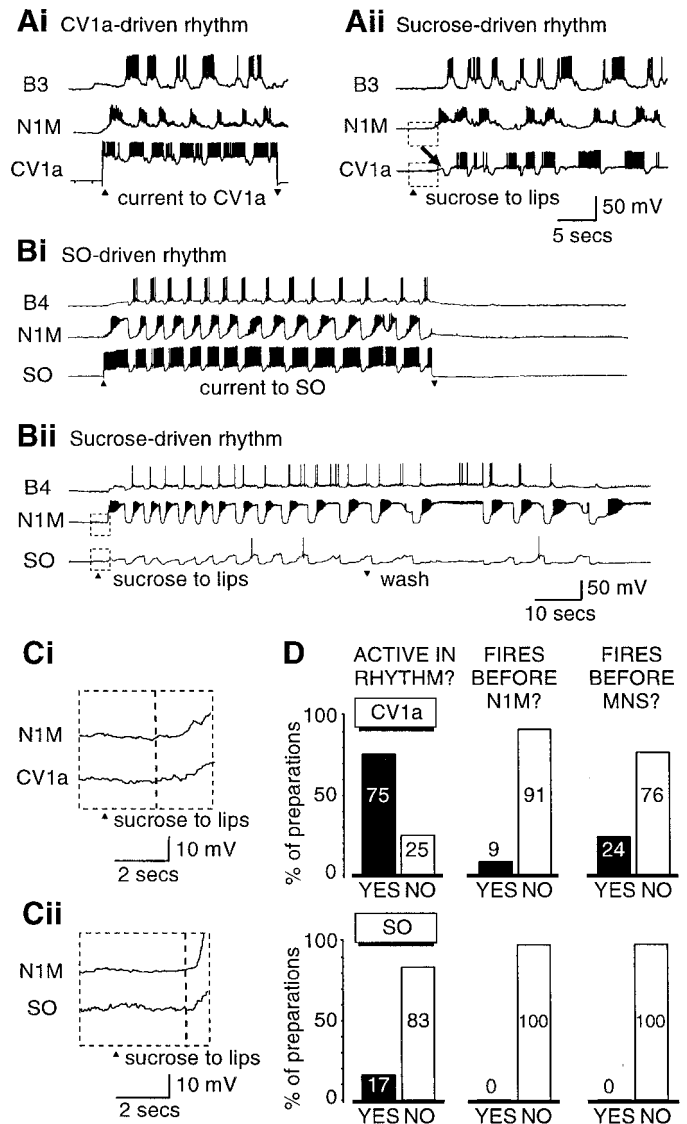 Ai CV1a-driven rhythm
B3
N1M
CV1a
current to CV1a
Aii Sucrose-driven rhythm
B3
N1M
CV1a
sucrose to lips
50 mV
5 secs
Bi SO-driven rhythm
B4
N1M
SO
current to SO
Bii Sucrose-driven rhythm
B4
N1M
SO
sucrose to lips
wash
50 mV
10 secs
Ci
N1M
CV1a
sucrose to lips
10 mV
2 secs
Cii
N1M
SO
sucrose to lips
10 mV
2 secs
D
ACTIVE IN
RHYTHM?
FIRES
BEFORE
N1M?
FIRES
BEFORE
MNS?
CV1a
% of preparations
100
50
0
75
25
9
91
24
76
YES NO
YES NO
YES NO
SO
% of preparations
100
50
0
17
83
0
100
0
100
YES NO
YES NO
YES NO